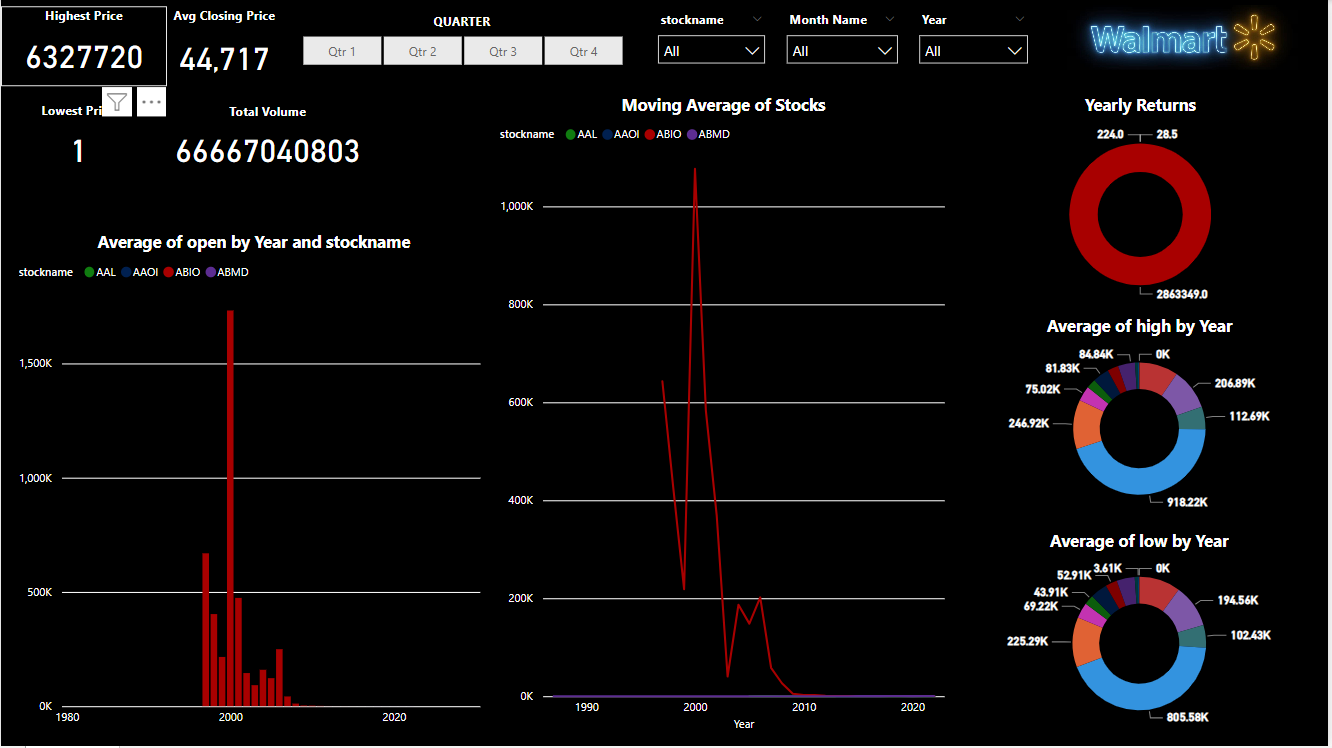 Highest Price
6327720
Avg Closing Price
44,717
QUARTER
Qtr 1 Qtr 2 Qtr 3 Qtr 4
stockname
All
Month Name
All
Year
All
Walmart
Lowest Pri
1
Total Volume
66667040803
Average of open by Year and stockname
stockname AAL AAOI ABIO ABMD
1,500K
1,000K
500K
0K
1980 2000 2020
Moving Average of Stocks
stockname AAL AAOI ABIO ABMD
1,000K
800K
600K
400K
200K
0K
1990 2000 2010 2020
Year
Yearly Returns
224.0 28.5
2863349.0
Average of high by Year
84.84K 0K
81.83K
206.89K
75.02K
112.69K
246.92K
918.22K
Average of low by Year
3.61K 0K
52.91K
43.91K
194.56K
69.22K
102.43K
225.29K
805.58K